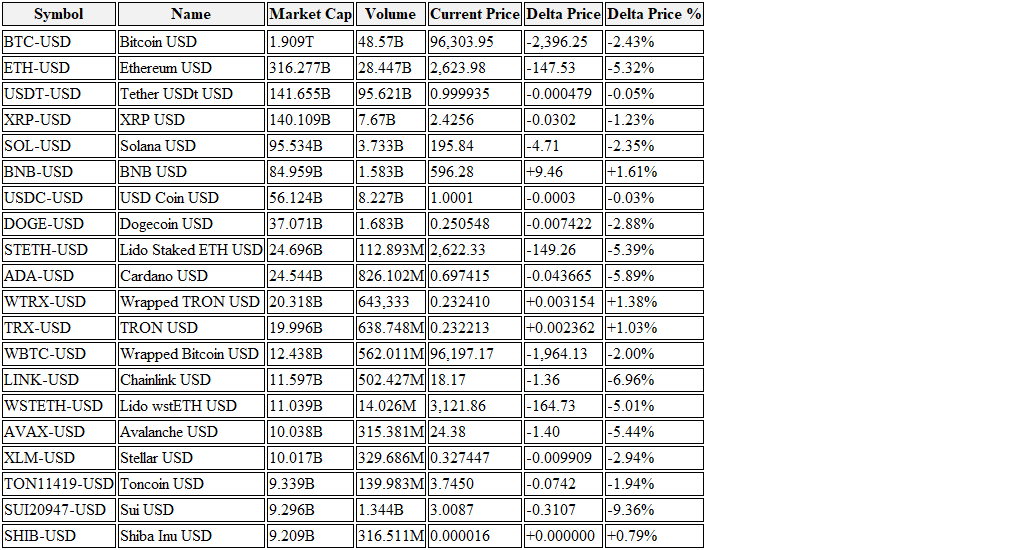 Symbol Name Market Cap Volume Current Price Delta Price Delta Price %
BTC-USD Bitcoin USD 1.909T 48.57B 96,303.95 -2,396.25 -2.43%
ETH-USD Ethereum USD 316.277B 28.447B 2,623.98 -147.53 -5.32%
USDT-USD Tether USDt USD 141.655B 95.621B 0.999935 -0.000479 -0.05%
XRP-USD XRP USD 140.109B 7.67B 2.4256 -0.0302 -1.23%
SOL-USD Solana USD 95.534B 3.733B 195.84 -4.71 -2.35%
BNB-USD BNB USD 84.959B 1.583B 596.28 +9.46 +1.61%
USDC-USD USD Coin USD 56.124B 8.227B 1.0001 -0.0003 -0.03%
DOGE-USD Dogecoin USD 37.071B 1.683B 0.250548 -0.007422 -2.88%
STETH-USD Lido Staked ETH USD 24.696B 112.893M 2,622.33 -149.26 -5.39%
ADA-USD Cardano USD 24.544B 826.102M 0.697415 -0.043665 -5.89%
WTRX-USD Wrapped TRON USD 20.318B 643,333 0.232410 +0.003154 +1.38%
TRX-USD TRON USD 19.996B 638.748M 0.232213 +0.002362 +1.03%
WBTC-USD Wrapped Bitcoin USD 12.438B 562.011M 96,197.17 -1,964.13 -2.00%
LINK-USD Chainlink USD 11.597B 502.427M 18.17 -1.36 -6.96%
WSTETH-USD Lido wstETH USD 11.039B 14.026M 3,121.86 -164.73 -5.01%
AVAX-USD Avalanche USD 10.038B 315.381M 24.38 -1.40 -5.44%
XLM-USD Stellar USD 10.017B 329.686M 0.327447 -0.009909 -2.94%
TON11419-USD Toncoin USD 9.339B 139.983M 3.7450 -0.0742 -1.94%
SUI20947-USD Sui USD 9.296B 1.344B 3.0087 -0.3107 -9.36%
SHIB-USD Shiba Inu USD 9.209B 316.511M 0.000016 +0.000000 +0.79%